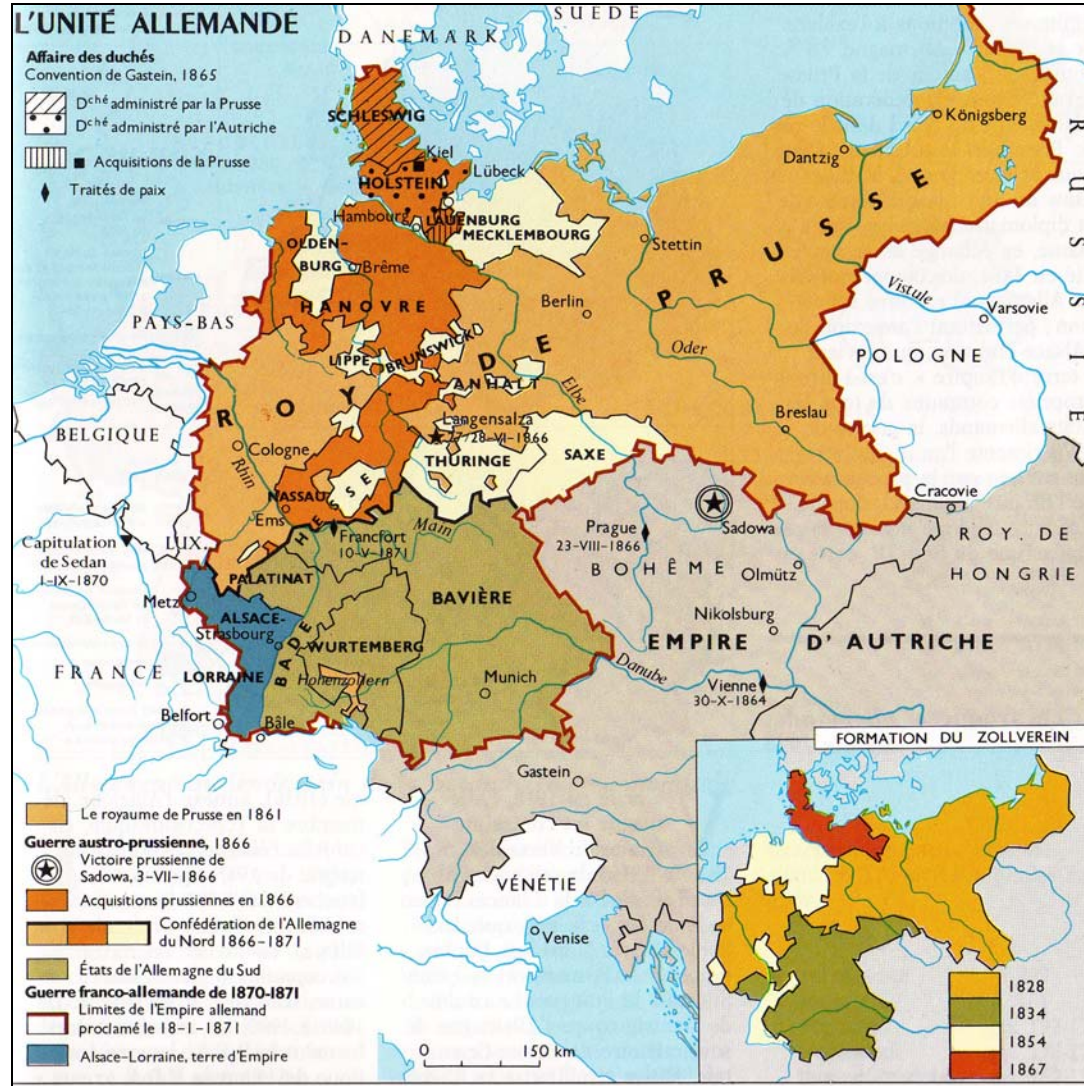 L'UNITÉ ALLEMANDE
Affaire des duchés
Convention de Gastein, 1865
Dché administré par la Prusse
Dché administré par l'Autriche
Acquisitions de la Prusse
Traités de paix
SUEDE
DANEMARK
SCHLESWIG
Kiel
HOLSTEIN
Lübeck
Hambourg
LAUENBURG
MECKLEMBOURG
Königsberg
Dantzig
Stettin
RUSSIE
OLDEN-
BURG
Brême
HANOVRE
Berlin
ROY DE PRUSSE
Vistule
Varsovie
PAYS-BAS
POLOGNE
LIPPE
BRUNSWICK
ANHALT
Elbe
Oder
BELGIQUE
Cologne
Rhin
Langensalza
27/28-VI-1866
Breslau
THURINGE
SAXE
NASSAU
HESSE
Ems
Cracovie
Capitulation
de Sedan
1-IX-1870
LUX.
Francfort
10-V-1871
Main
Prague
23-VIII-1866
Sadowa
ROY. DE
HONGRIE
BOHÊME
Olmütz
PALATINAT
BAVIÈRE
Metz
ALSACE-
Strasbourg
LORRAINE
BADE
WURTEMBERG
Nikolsburg
EMPIRE D'AUTRICHE
FRANCE
Hohenzollern
Munich
Danube
Vienne
30-X-1864
Belfort
Bâle
Gastein
VÉNÉTIE
Venise
Le royaume de Prusse en 1861
Guerre austro-prussienne, 1866
Victoire prussienne de
Sadowa, 3-VII-1866
Acquisitions prussiennes en 1866
Confédération de l'Allemagne
du Nord 1866-1871
États de l'Allemagne du Sud
Guerre franco-allemande de 1870-1871
Limites de l'Empire allemand
proclamé le 18-1-1871
Alsace-Lorraine, terre d'Empire
0 150 km
FORMATION DU ZOLLVEREIN
1828
1834
1854
1867